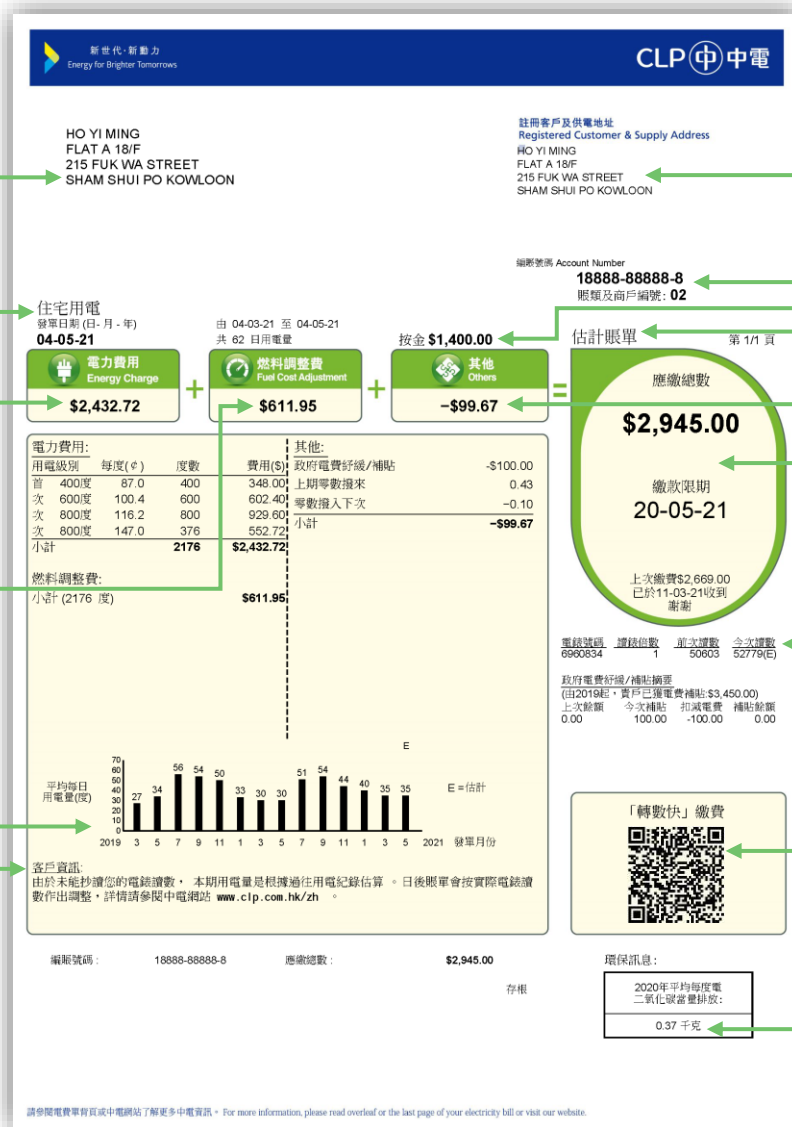 新世代·新動力
Energy for Brighter Tomorrows
CLP 中電
HO YI MING
FLAT A 18/F
215 FUK WA STREET
SHAM SHUI PO KOWLOON
註冊客戶及供電地址
Registered Customer & Supply Address
HO YI MING
FLAT A 18/F
215 FUK WA STREET
SHAM SHUI PO KOWLOON
編賬號碼 Account Number
18888-88888-8
賬類及商戶編號: 02
住宅用電
發單日期 (日-月-年)
04-05-21
由 04-03-21 至 04-05-21
共 62 日用電量
按金 $1,400.00
估計賬單
第 1/1 頁
電力費用
Energy Charge
$2,432.72
+
燃料調整費
Fuel Cost Adjustment
$611.95
+
其他
Others
−$99.67
=
應繳總數
$2,945.00
繳款限期
20-05-21
上次繳費$2,669.00
已於11-03-21收到
謝謝
電力費用:
用電級別 每度(¢) 度數 費用($)
首 400度 87.0 400 348.00
次 600度 100.4 600 602.40
次 800度 116.2 800 929.60
次 800度 147.0 376 552.72
小計 2176 $2,432.72
燃料調整費:
小計 (2176 度) $611.95
其他:
政府電費紓緩/補貼 -$100.00
上期零數撥來 0.43
零數撥入下次 −0.10
小計 −$99.67
電錶號碼 讀錶倍數 前次讀數 今次讀數
6960834 1 50603 52779(E)
政府電費紓緩/補貼摘要
(由2019起，貴戶已獲電費補貼:$3,450.00)
上次餘額 今次補貼 扣減電費 補貼餘額
0.00 100.00 -100.00 0.00
平均每日
用電量(度)
70
60
50
40
30
20
10
0
27 34 56 54 50 33 30 30 51 54 44 40 35 35
E
E =估計
2019 3 5 7 9 11 1 3 5 7 9 11 1 3 5 2021 發單月份
客戶資訊:
由於未能抄讀您的電錶讀數， 本期用電量是根據過往用電紀錄估算 。日後賬單會按實際電錶讀
數作出調整，詳情請參閱中電網站 www.clp.com.hk/zh 。
「轉數快」繳費
編賬號碼 : 18888-88888-8 應繳總數 : $2,945.00
存根
環保訊息:
2020年平均每度電
二氧化碳當量排放:
0.37 千克
請參閱電費單背頁或中電網站了解更多中電資訊。 For more information, please read overleaf or the last page of your electricity bill or visit our website.